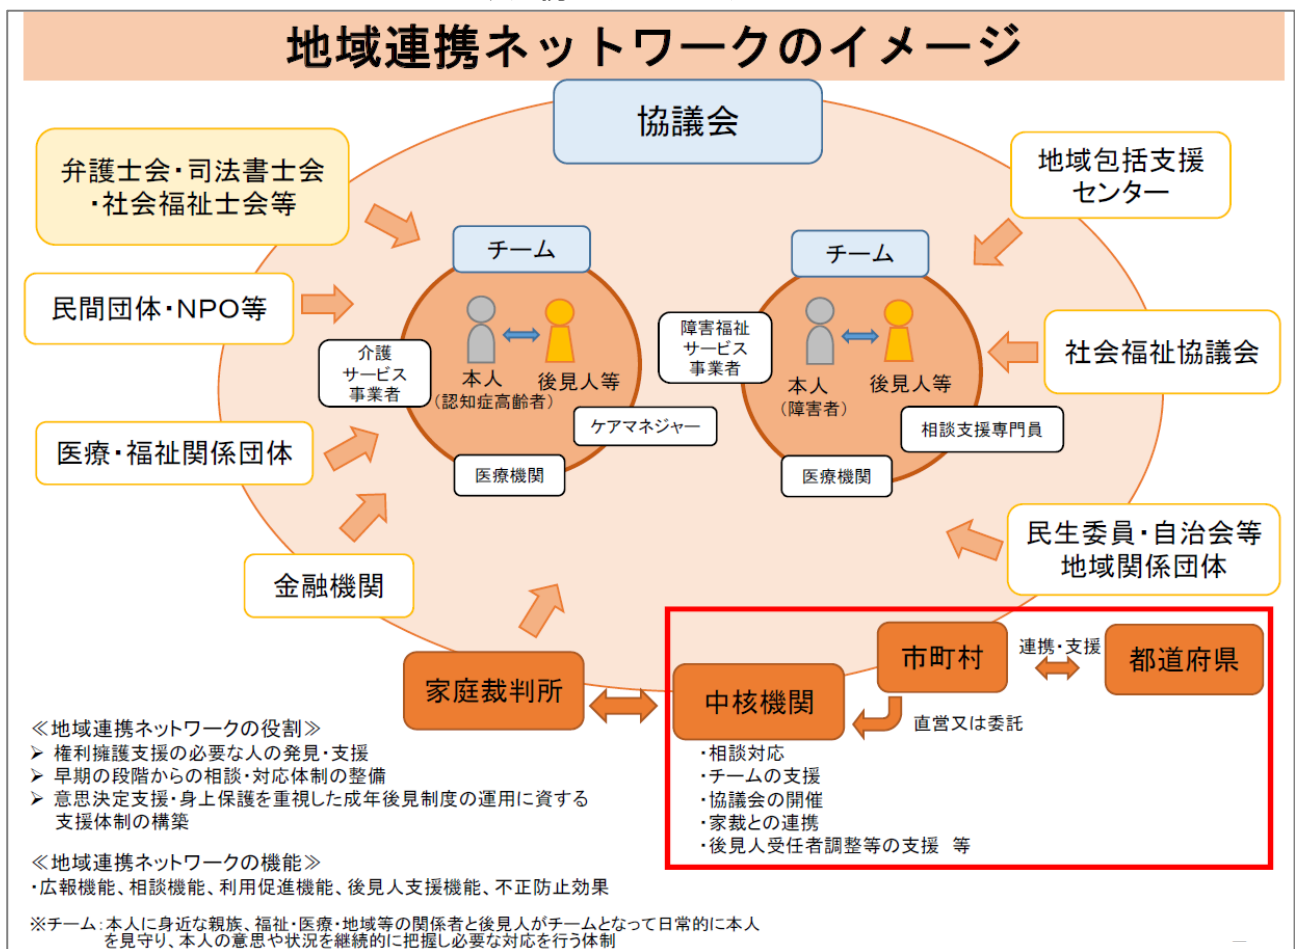 地域連携ネットワークのイメージ
協議会
弁護士会・司法書士会
・社会福祉士会等
地域包括支援
センター
チーム
チーム
民間団体・NPO等
障害福祉
サービス
事業者
社会福祉協議会
介護
サービス
事業者
本人
(認知症高齢者)
後見人等
本人
(障害者)
後見人等
ケアマネジャー
相談支援専門員
医療・福祉関係団体
医療機関
医療機関
民生委員・自治会等
地域関係団体
金融機関
家庭裁判所
中核機関
市町村
連携・支援
都道府県
直営又は委託
・相談対応
・チームの支援
・協議会の開催
・家裁との連携
・後見人受任者調整等の支援 等
≪地域連携ネットワークの役割≫
➢ 権利擁護支援の必要な人の発見・支援
➢ 早期の段階からの相談・対応体制の整備
➢ 意思決定支援・身上保護を重視した成年後見制度の運用に資する
支援体制の構築
≪地域連携ネットワークの機能≫
・広報機能、相談機能、利用促進機能、後見人支援機能、不正防止効果
※チーム:本人に身近な親族、福祉・医療・地域等の関係者と後見人がチームとなって日常的に本人
を見守り、本人の意思や状況を継続的に把握し必要な対応を行う体制